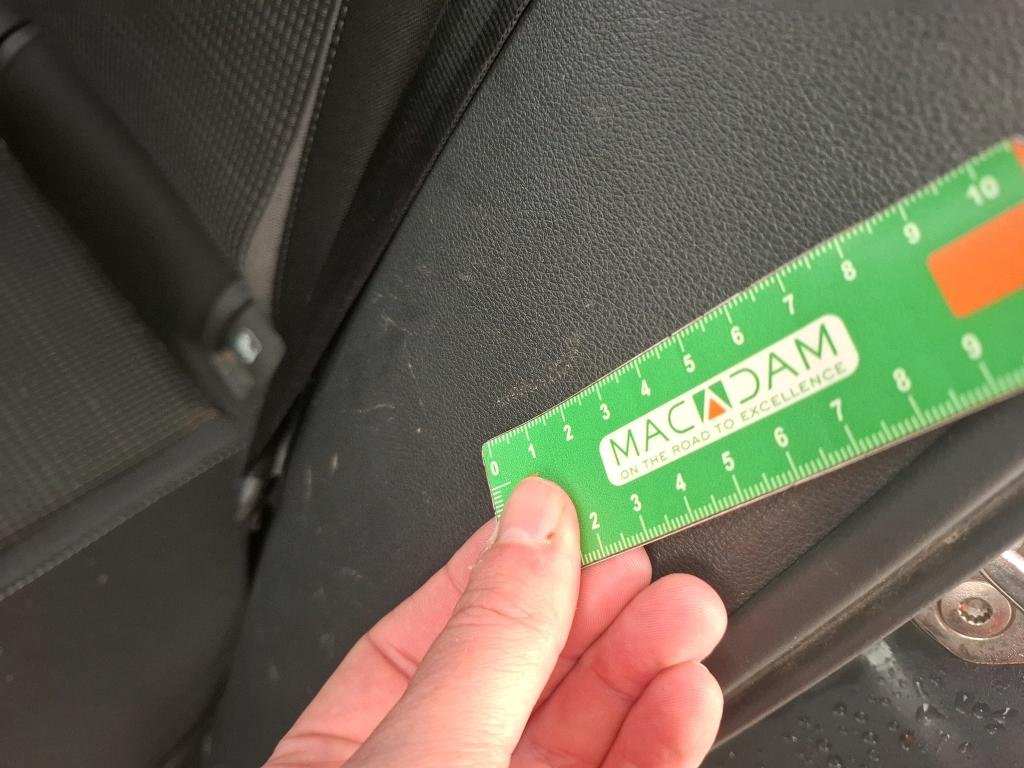 0 1 2 3 4 5 6 7 8 9 10
MACADAM
ON THE ROAD TO EXCELLENCE
2 3 4 5 6 7 8 9